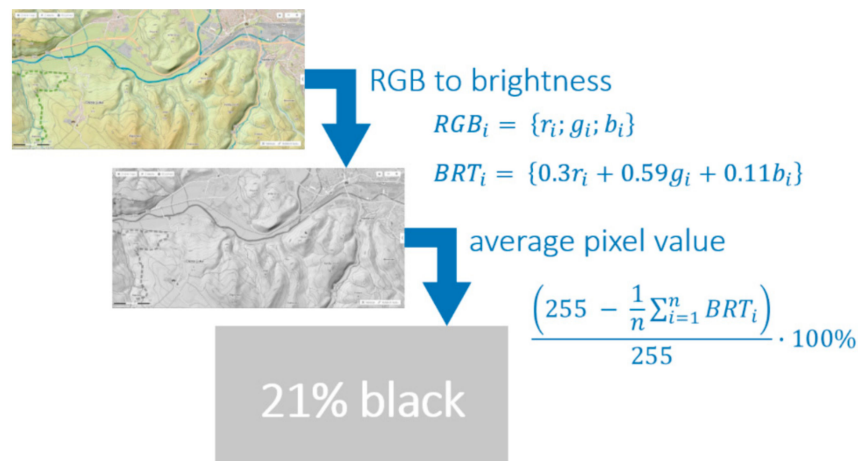 RGB to brightness
RGB_i = {r_i; g_i; b_i}
BRT_i = {0.3r_i + 0.59g_i + 0.11b_i}
average pixel value
(255 − 1/n ∑_{i=1}^{n} BRT_i) / 255 · 100%
21% black